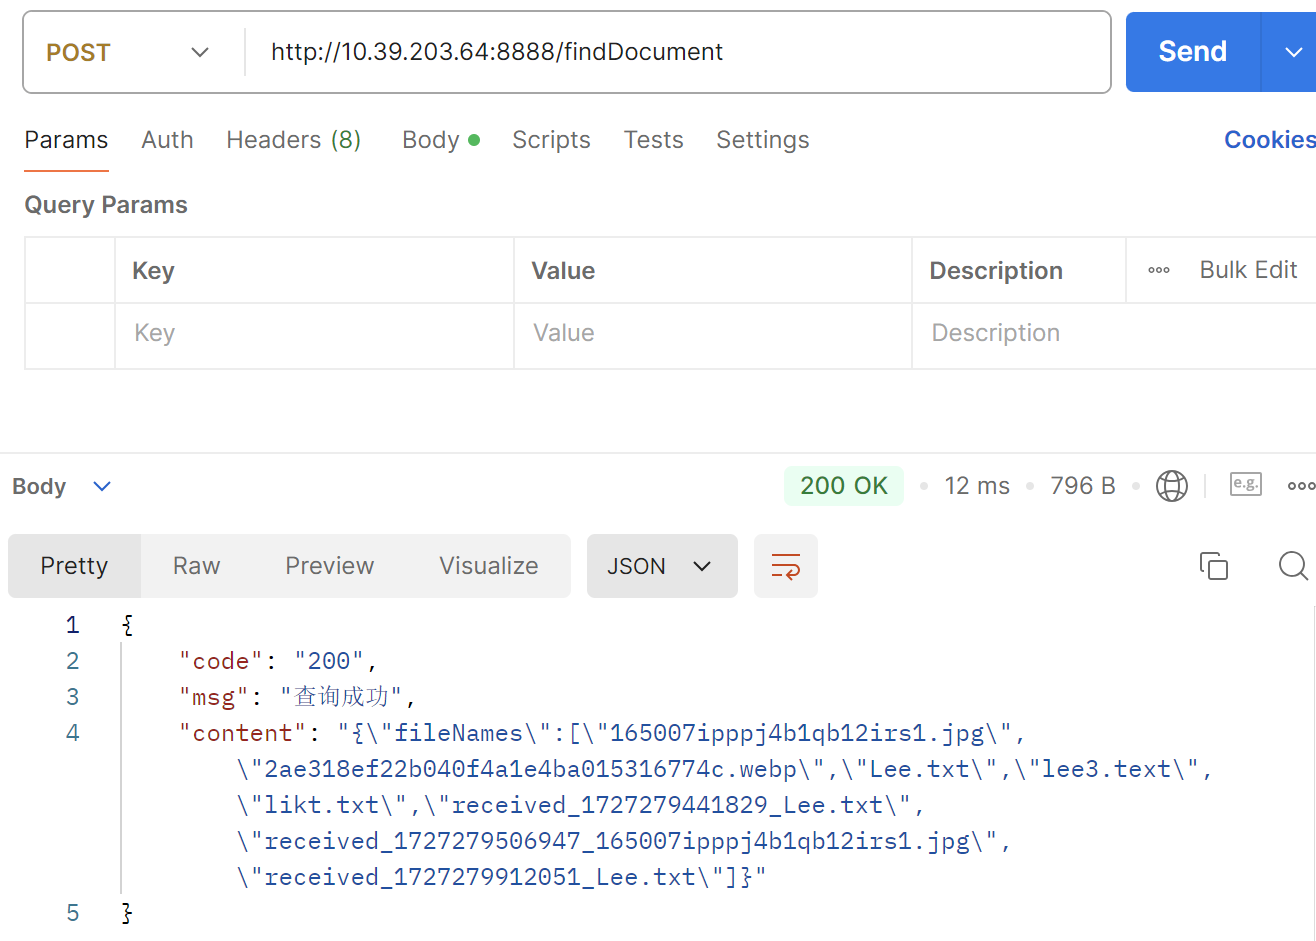 POST http://10.39.203.64:8888/findDocument Send
Params Auth Headers (8) Body Scripts Tests Settings Cookies
Query Params
Key Value Description Bulk Edit
Key Value Description
Body 200 OK 12 ms 796 B e.g.
Pretty Raw Preview Visualize JSON
1 {
2 "code": "200",
3 "msg": "查询成功",
4 "content": "{\"fileNames\":[\"165007ipppj4b1qb12irs1.jpg\",
\"2ae318ef22b040f4a1e4ba015316774c.webp\",\"Lee.txt\",\"lee3.text\",
\"likt.txt\",\"received_1727279441829_Lee.txt\",
\"received_1727279506947_165007ipppj4b1qb12irs1.jpg\",
\"received_1727279912051_Lee.txt\"]}"
5 }